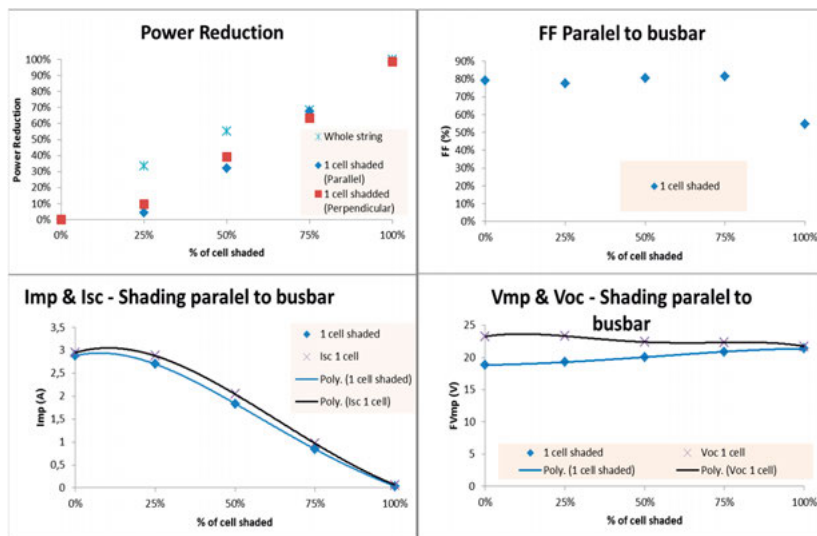 Power Reduction
100%
90%
80%
70%
60%
50%
40%
30%
20%
10%
0%
Power Reduction
Whole string
1 cell shaded
(Parallel)
1 cell shadded
(Perpendicular)
0%
25%
50%
75%
100%
% of cell shaded
FF Paralel to busbar
90%
80%
70%
60%
50%
40%
30%
20%
10%
0%
FF (%)
1 cell shaded
0%
25%
50%
75%
100%
% of cell shaded
Imp & Isc - Shading paralel to busbar
3,5
3
2,5
2
1,5
1
0,5
0
Imp (A)
1 cell shaded
Isc 1 cell
Poly. (1 cell shaded)
Poly. (Isc 1 cell)
0%
25%
50%
75%
100%
% of cell shaded
Vmp & Voc - Shading paralel to
busbar
25
20
15
10
5
0
FVmp (V)
1 cell shaded
Voc 1 cell
Poly. (1 cell shaded)
Poly. (Voc 1 cell)
0%
25%
50%
75%
100%
% of cell shaded